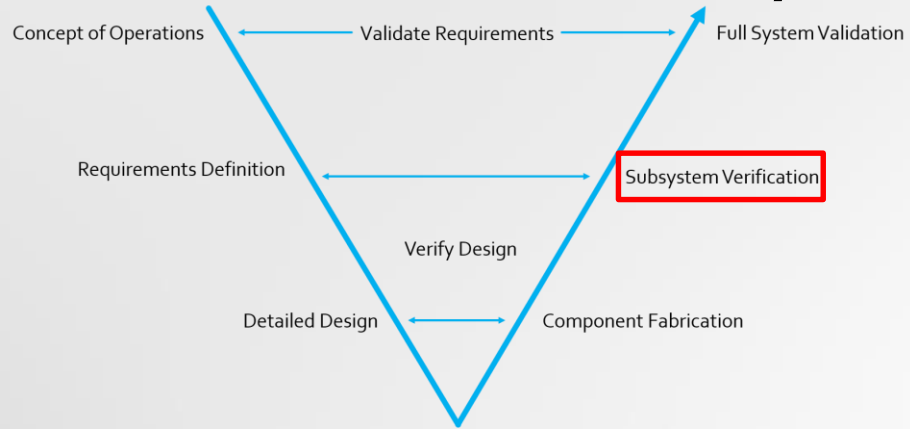 Concept of Operations
Validate Requirements
Full System Validation
Requirements Definition
Subsystem Verification
Verify Design
Detailed Design
Component Fabrication